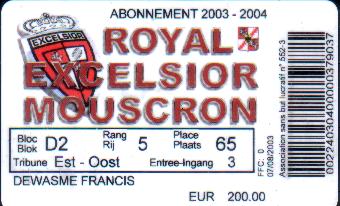 ABONNEMENT 2003 - 2004
EXCELSIOR
ROYAL
EXCELSIOR
MOUSCRON
Bloc Blok D2 Rang Rij 5 Place Plaats 65
Tribune Est - Oost Entree-Ingang 3
DEWASME FRANCIS
EUR 200.00
FFC: 0
07/08/2003
Association sans but lucratif n° 552-3
00224030400000379037